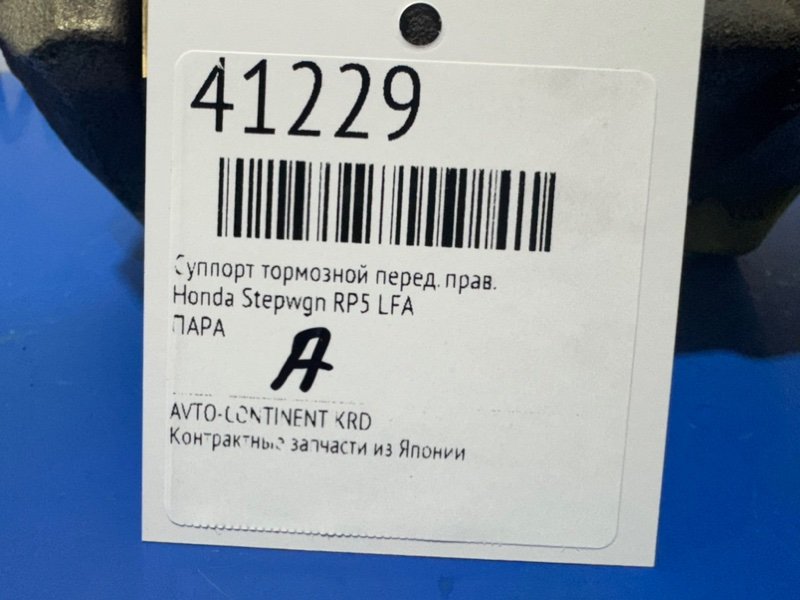 41229
Суппорт тормозной перед. прав.
Honda Stepwgn RP5 LFA
ПАРА
A
AVTO-CONTINENT KRD
Контрактные запчасти из Японии